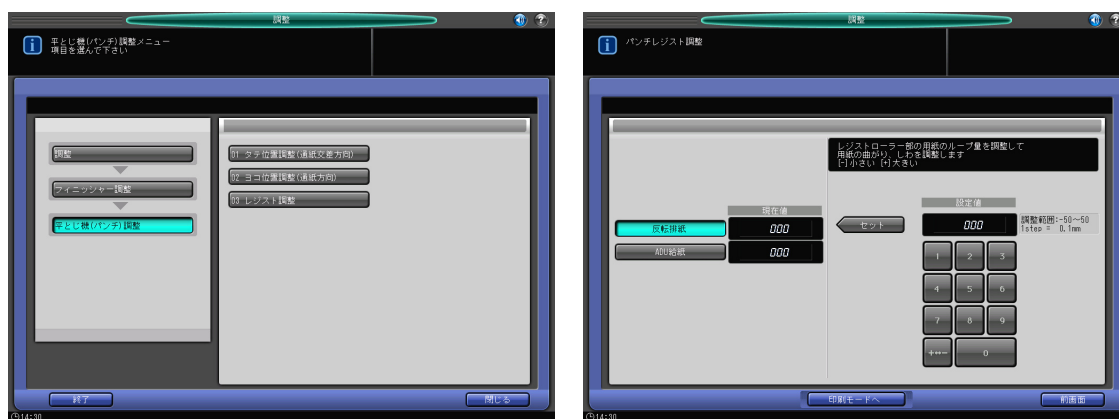 調整
平とじ機(パンチ)調整メニュー
項目を選んで下さい
調整
フィニッシャー調整
平とじ機(パンチ)調整
01 タテ位置調整(通紙交差方向)
02 ヨコ位置調整(通紙方向)
03 レジスト調整
終了
閉じる
14:30
調整
パンチレジスト調整
レジストローラー部の用紙のループ量を調整して
用紙の曲がり、しわを調整します
[-]小さい [+]大きい
現在値
設定値
反転排紙
000
セット
000
調整範囲:-50~50
1step = 0.1mm
ADU給紙
000
1 2 3
4 5 6
7 8 9
+↔- 0
印刷モードへ
前画面
14:30